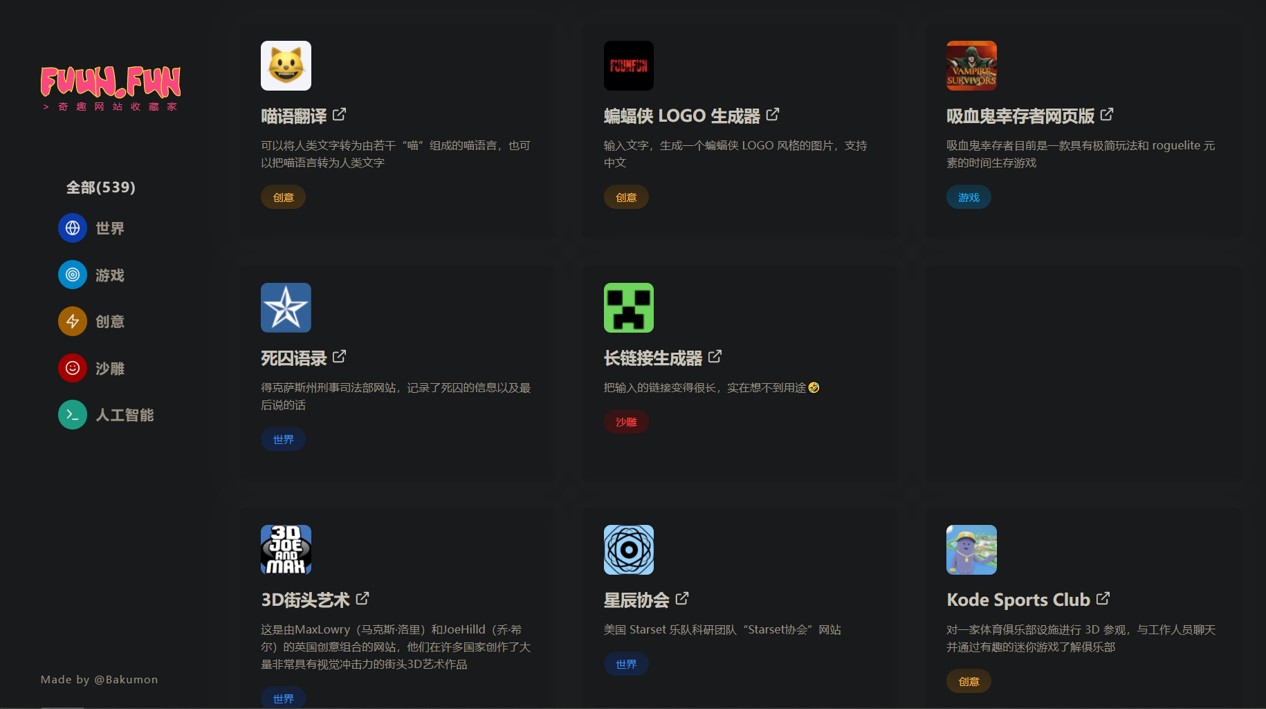 FUUN.FUN
> 奇趣网站收藏家
全部(539)
世界
游戏
创意
沙雕
人工智能
Made by @Bakumon
喵语翻译
可以将人类文字转为由若干“喵”组成的喵语言，也可
以把喵语言转为人类文字
创意
FUUNFUN
蝙蝠侠 LOGO 生成器
输入文字，生成一个蝙蝠侠 LOGO 风格的图片，支持
中文
创意
VAMPIRE
SURVIVORS
吸血鬼幸存者网页版
吸血鬼幸存者目前是一款具有极简玩法和 roguelite 元
素的时间生存游戏
游戏
死囚语录
得克萨斯州刑事司法部网站，记录了死囚的信息以及最
后说的话
世界
长链接生成器
把输入的链接变得很长，实在想不到用途🤣
沙雕
3D
JOE
AND
MAX
3D街头艺术
这是由MaxLowry（马克斯·洛里）和JoeHilld（乔·希
尔）的英国创意组合的网站，他们在许多国家创作了大
量非常具有视觉冲击力的街头3D艺术作品
世界
星辰协会
美国 Starset 乐队科研团队“Starset协会”网站
世界
Kode Sports Club
对一家体育俱乐部设施进行 3D 参观，与工作人员聊天
并通过有趣的迷你游戏了解俱乐部
创意